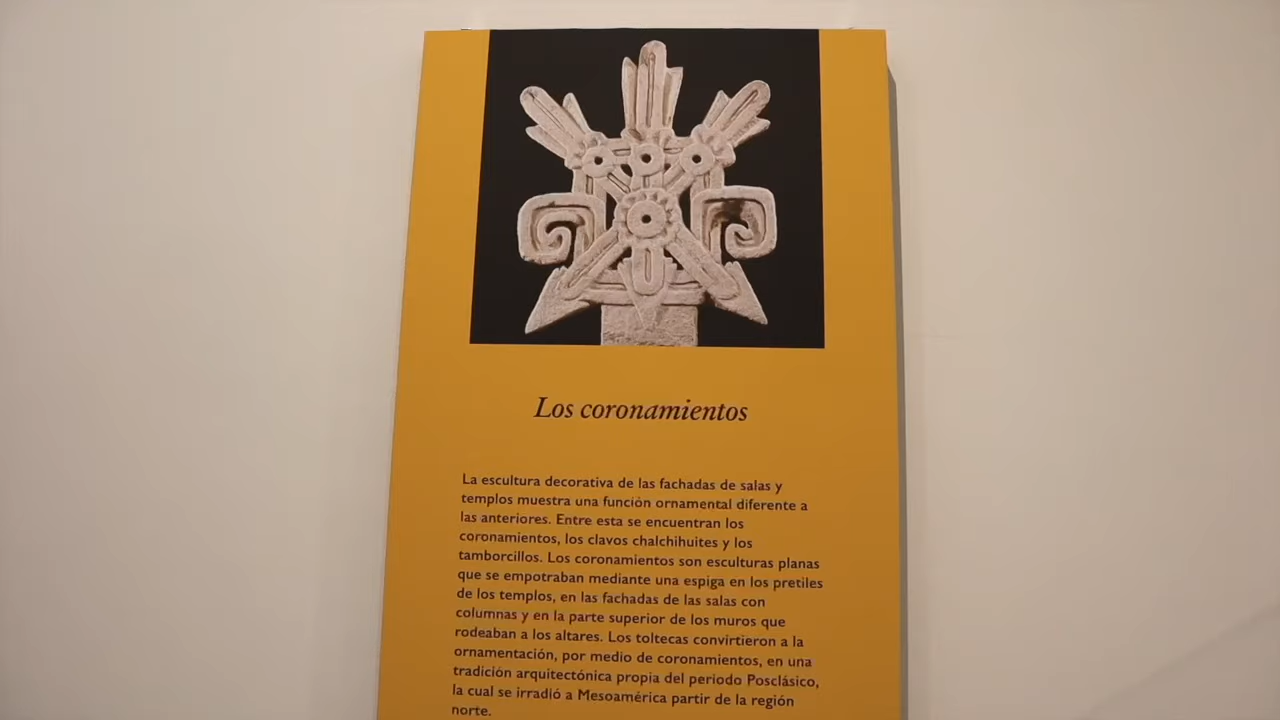 Los coronamientos
La escultura decorativa de las fachadas de salas y
templos muestra una función ornamental diferente a
las anteriores. Entre esta se encuentran los
coronamientos, los clavos chalchihuites y los
tamborcillos. Los coronamientos son esculturas planas
que se empotraban mediante una espiga en los pretiles
de los templos, en las fachadas de las salas con
columnas y en la parte superior de los muros que
rodeaban a los altares. Los toltecas convirtieron a la
ornamentación, por medio de coronamientos, en una
tradición arquitectónica propia del período Posclásico,
la cual se irradió a Mesoamérica partir de la región
norte.